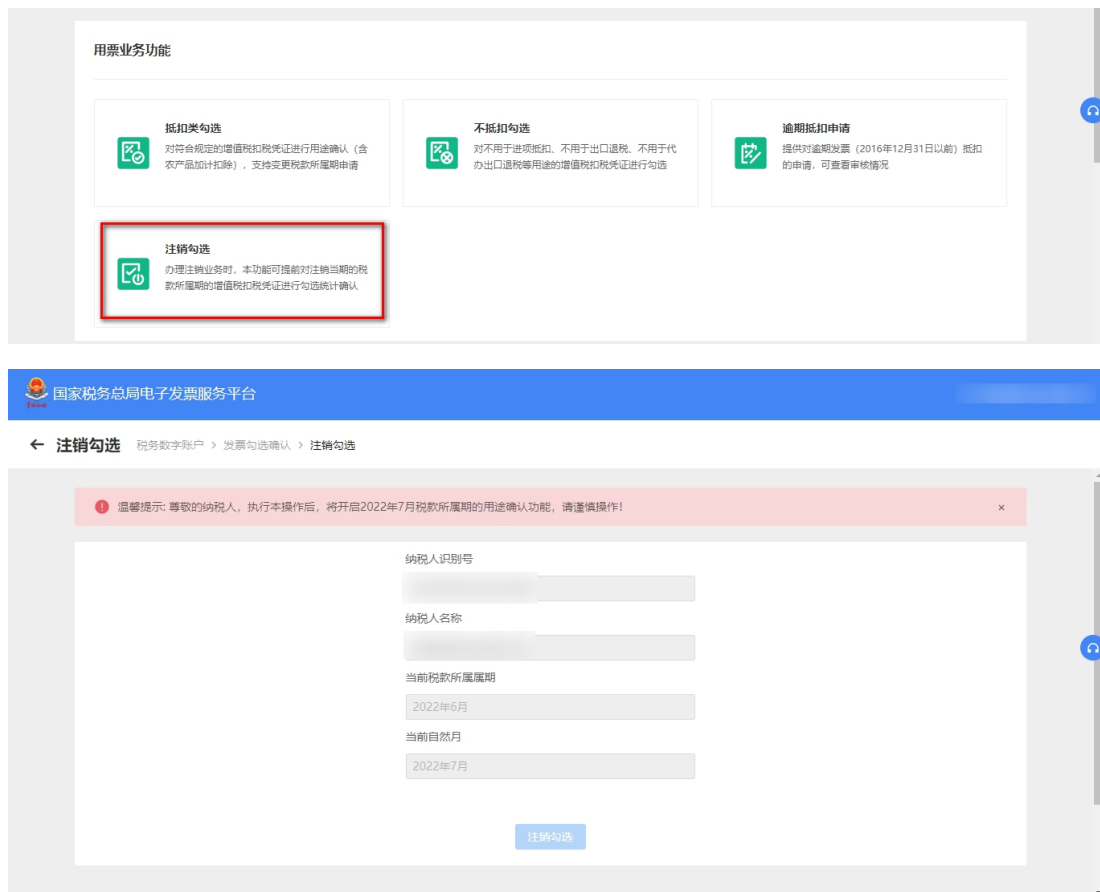 用票业务功能
抵扣类勾选
对符合规定的增值税扣税凭证进行用途确认（含
农产品加计扣除），支持变更税款所属期申请
不抵扣勾选
对不用于进项抵扣、不用于出口退税、不用于代
办出口退税等用途的增值税扣税凭证进行勾选
逾期抵扣申请
提供对逾期发票（2016年12月31日以前）抵扣
的申请，可查看审核情况
注销勾选
办理注销业务时，本功能可提前对注销当期的税
款所属期的增值税扣税凭证进行勾选统计确认
国家税务总局电子发票服务平台
← 注销勾选 税务数字账户 > 发票勾选确认 > 注销勾选
温馨提示: 尊敬的纳税人，执行本操作后，将开启2022年7月税款所属期的用途确认功能，请谨慎操作！ ×
纳税人识别号
纳税人名称
当前税款所属属期
2022年6月
当前自然月
2022年7月
注销勾选